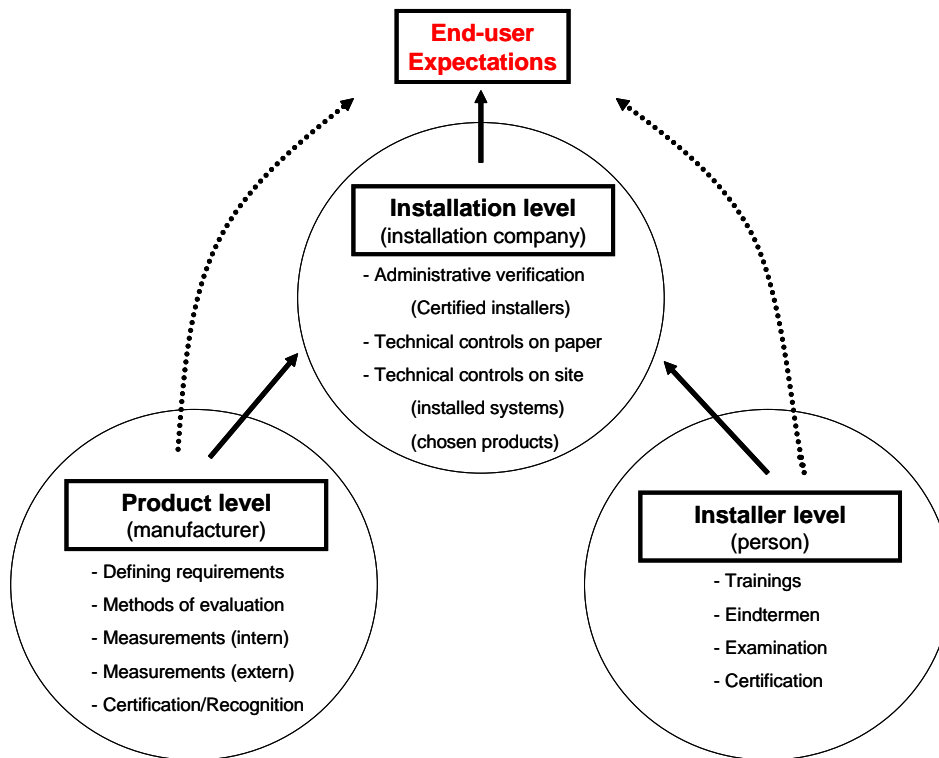 End-user
Expectations
Installation level
(installation company)
- Administrative verification
(Certified installers)
- Technical controls on paper
- Technical controls on site
(installed systems)
(chosen products)
Product level
(manufacturer)
- Defining requirements
- Methods of evaluation
- Measurements (intern)
- Measurements (extern)
- Certification/Recognition
Installer level
(person)
- Trainings
- Eindtermen
- Examination
- Certification